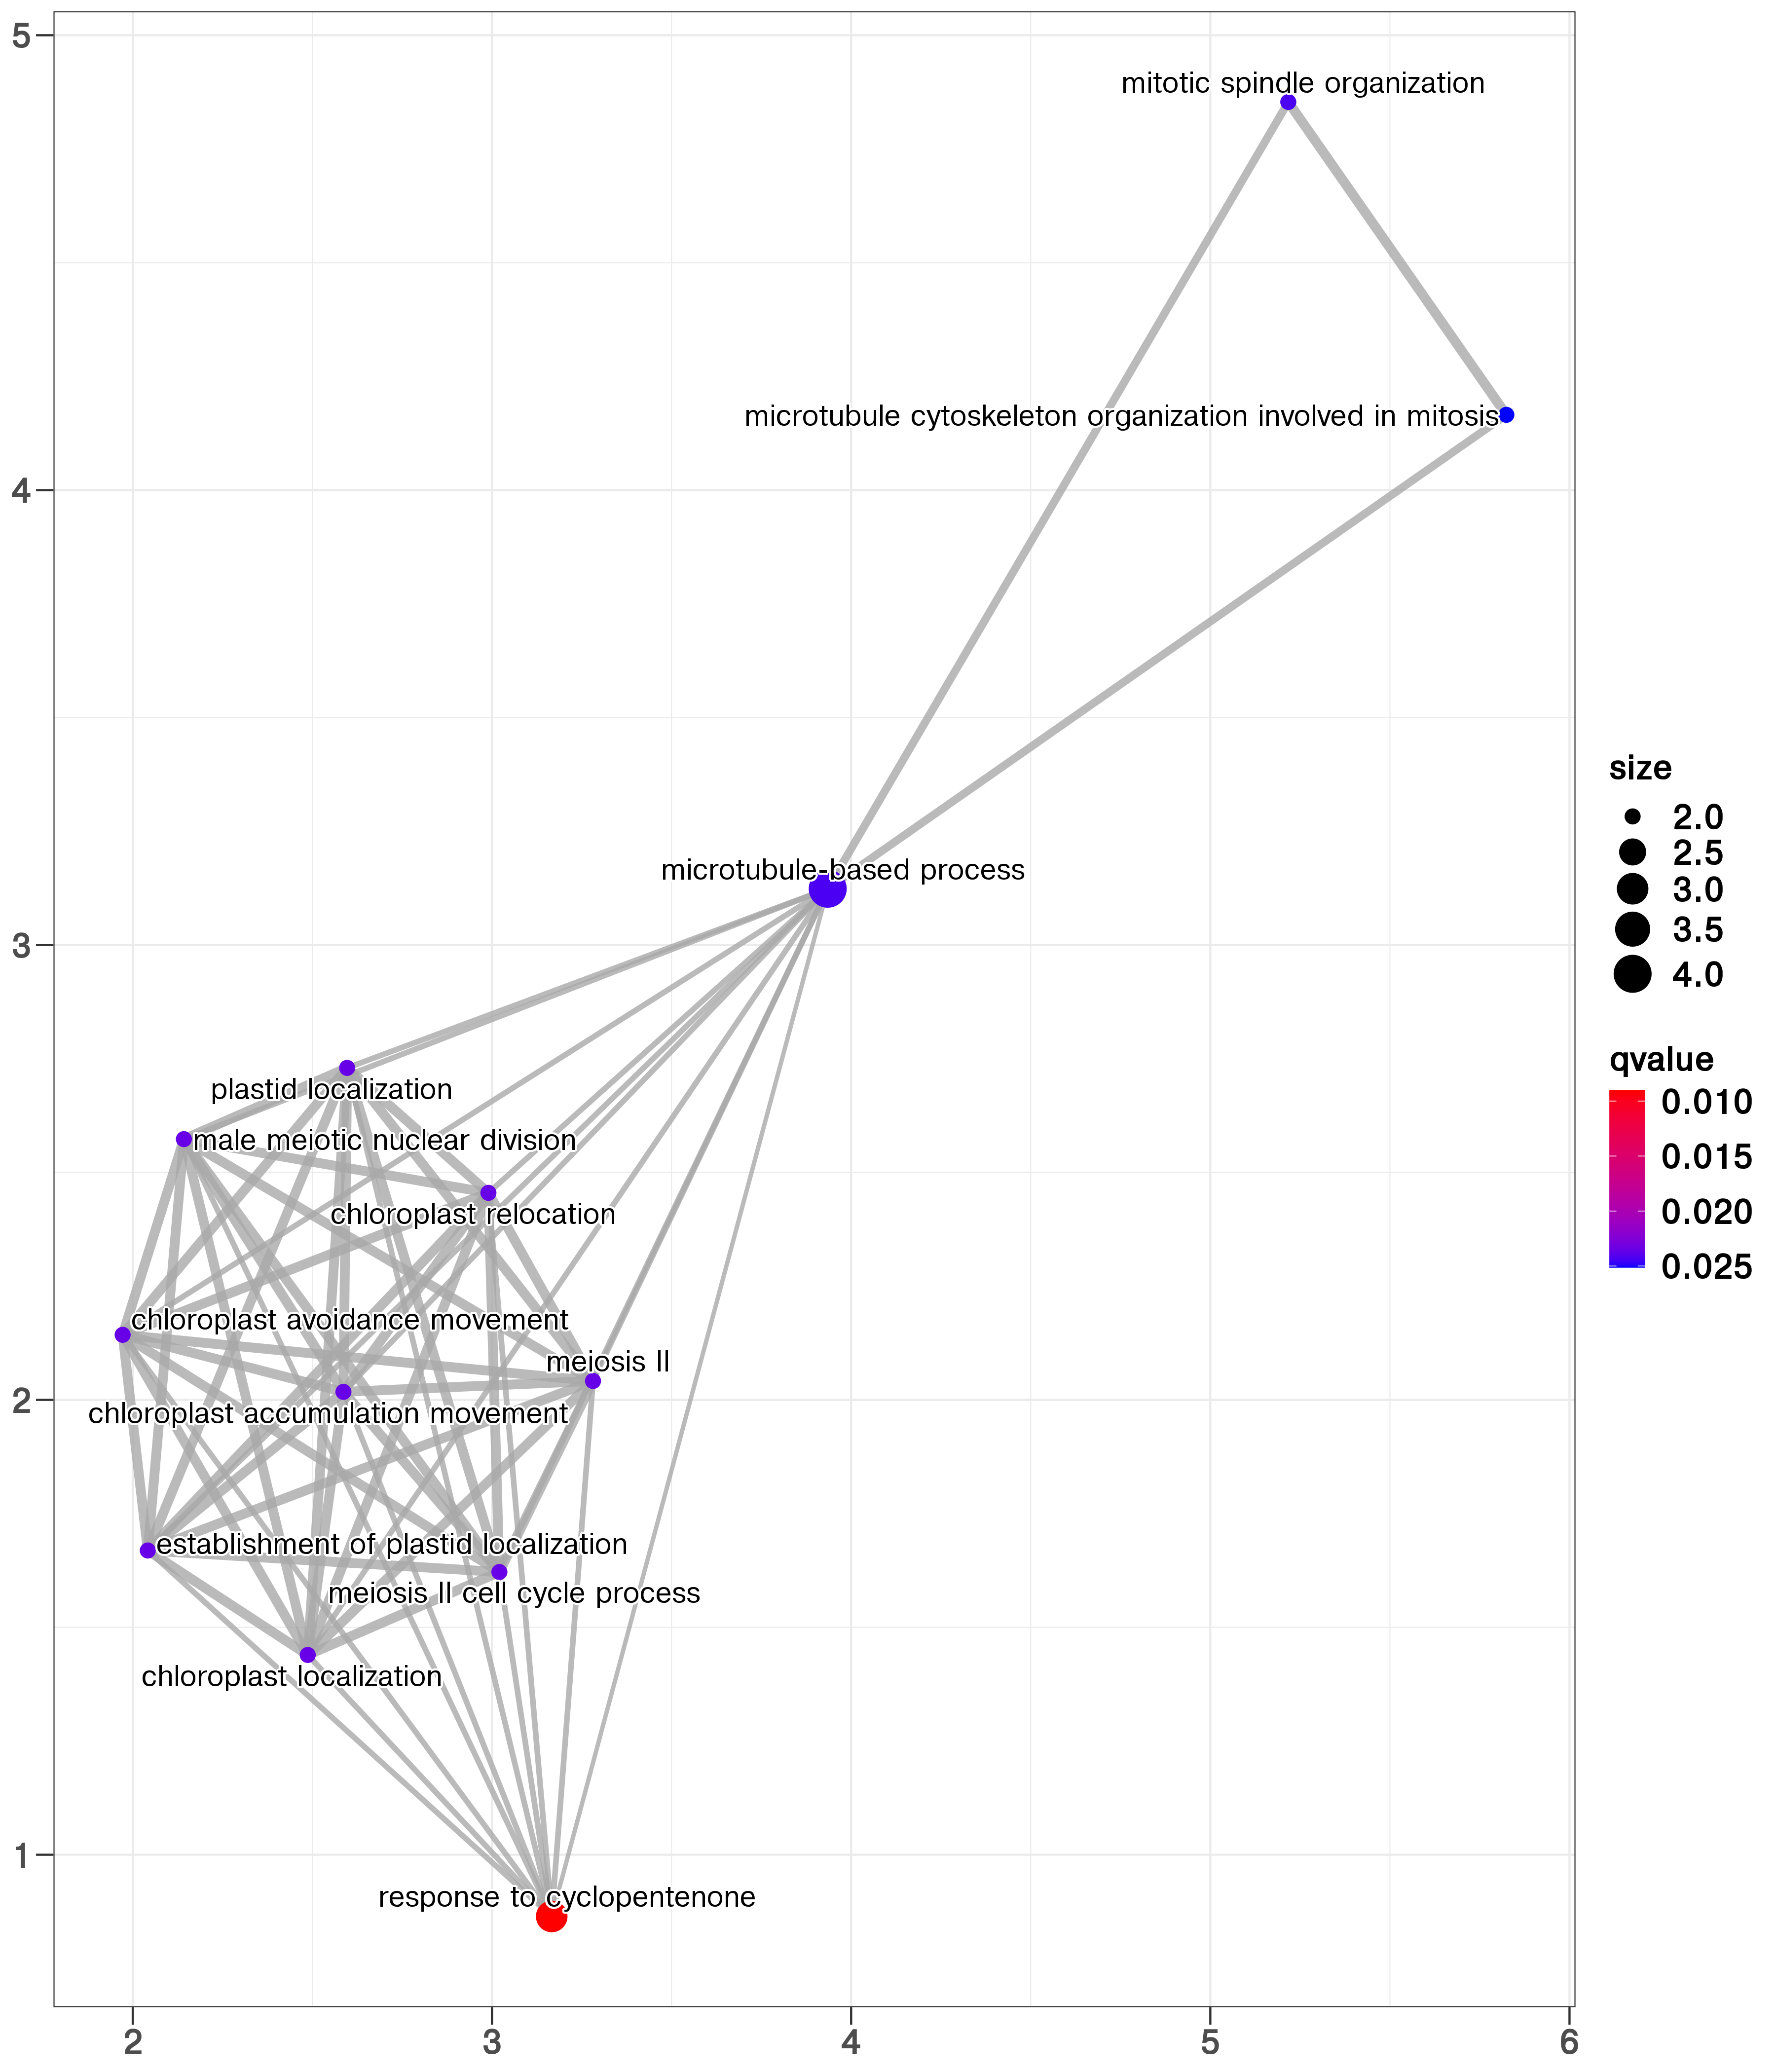 5
mitotic spindle organization
microtubule cytoskeleton organization involved in mitosis
4
microtubule-based process
3
plastid localization
male meiotic nuclear division
chloroplast relocation
chloroplast avoidance movement
meiosis II
2
chloroplast accumulation movement
establishment of plastid localization
meiosis II cell cycle process
chloroplast localization
1
response to cyclopentenone
2 3 4 5 6
size
2.0
2.5
3.0
3.5
4.0
qvalue
0.010
0.015
0.020
0.025